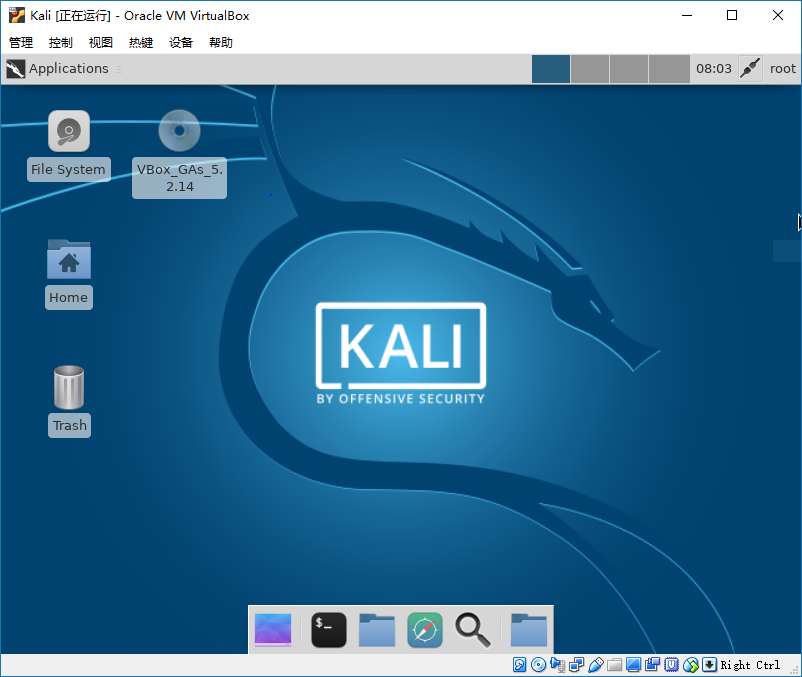 Kali [正在运行] - Oracle VM VirtualBox
管理 控制 视图 热键 设备 帮助
Applications 08:03 root
File System
VBox_GAs_5.
2.14
Home
KALI
BY OFFENSIVE SECURITY
Trash
$_
Right Ctrl